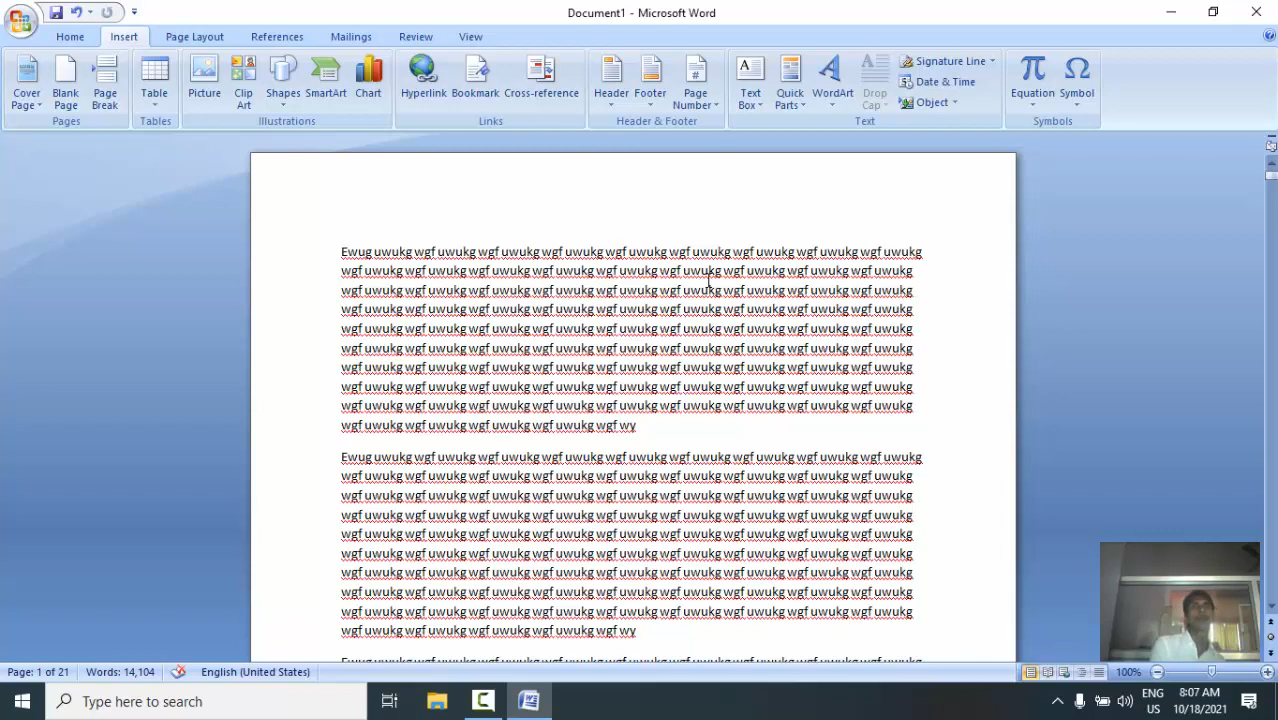 Document1 - Microsoft Word
Home Insert Page Layout References Mailings Review View
Cover Page Blank Page Page Break Table Picture Clip Art Shapes SmartArt Chart Hyperlink Bookmark Cross-reference Header Footer Page Number Text Box Quick Parts WordArt Drop Cap Signature Line Date & Time Object Equation Symbol
Pages Tables Illustrations Links Header & Footer Text Symbols
Ewug uwukg wgf uwukg wgf uwukg wgf uwukg wgf uwukg wgf uwukg wgf uwukg wgf uwukg wgf uwukg
wgf uwukg wgf uwukg wgf uwukg wgf uwukg wgf uwukg wgf uwukg wgf uwukg wgf uwukg wgf uwukg
wgf uwukg wgf uwukg wgf uwukg wgf uwukg wgf uwukg wgf uwukg wgf uwukg wgf uwukg wgf uwukg
wgf uwukg wgf uwukg wgf uwukg wgf uwukg wgf uwukg wgf uwukg wgf uwukg wgf uwukg wgf uwukg
wgf uwukg wgf uwukg wgf uwukg wgf uwukg wgf uwukg wgf uwukg wgf uwukg wgf uwukg wgf uwukg
wgf uwukg wgf uwukg wgf uwukg wgf uwukg wgf uwukg wgf uwukg wgf uwukg wgf uwukg wgf uwukg
wgf uwukg wgf uwukg wgf uwukg wgf uwukg wgf uwukg wgf uwukg wgf uwukg wgf uwukg wgf uwukg
wgf uwukg wgf uwukg wgf uwukg wgf uwukg wgf uwukg wgf uwukg wgf uwukg wgf uwukg wgf uwukg
wgf uwukg wgf uwukg wgf uwukg wgf uwukg wgf uwukg wgf uwukg wgf uwukg wgf uwukg wgf uwukg
wgf uwukg wgf uwukg wgf uwukg wgf uwukg wgf wy
Ewug uwukg wgf uwukg wgf uwukg wgf uwukg wgf uwukg wgf uwukg wgf uwukg wgf uwukg wgf uwukg
wgf uwukg wgf uwukg wgf uwukg wgf uwukg wgf uwukg wgf uwukg wgf uwukg wgf uwukg wgf uwukg
wgf uwukg wgf uwukg wgf uwukg wgf uwukg wgf uwukg wgf uwukg wgf uwukg wgf uwukg wgf uwukg
wgf uwukg wgf uwukg wgf uwukg wgf uwukg wgf uwukg wgf uwukg wgf uwukg wgf uwukg wgf uwukg
wgf uwukg wgf uwukg wgf uwukg wgf uwukg wgf uwukg wgf uwukg wgf uwukg wgf uwukg wgf uwukg
wgf uwukg wgf uwukg wgf uwukg wgf uwukg wgf uwukg wgf uwukg wgf uwukg wgf uwukg wgf uwukg
wgf uwukg wgf uwukg wgf uwukg wgf uwukg wgf uwukg wgf uwukg wgf uwukg wgf uwukg wgf uwukg
wgf uwukg wgf uwukg wgf uwukg wgf uwukg wgf uwukg wgf uwukg wgf uwukg wgf uwukg wgf uwukg
wgf uwukg wgf uwukg wgf uwukg wgf uwukg wgf uwukg wgf uwukg wgf uwukg wgf uwukg wgf uwukg
wgf uwukg wgf uwukg wgf uwukg wgf uwukg wgf wy
Page: 1 of 21 Words: 14,104 English (United States) 100%
Type here to search ENG US 8:07 AM 10/18/2021